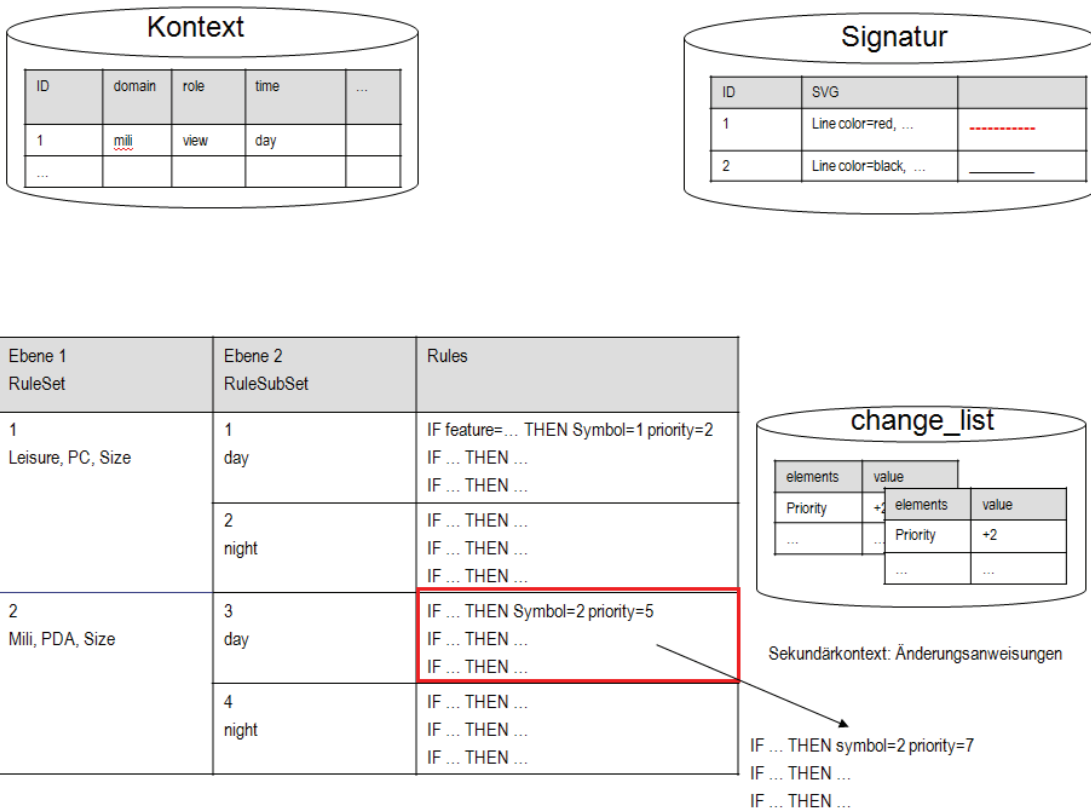 Kontext
ID domain role time ...
1 mili view day
...
Signatur
ID SVG
1 Line color=red, ...
2 Line color=black, ...
Ebene 1 Ebene 2 Rules
RuleSet RuleSubSet
1 1 IF feature=... THEN Symbol=1 priority=2
Leisure, PC, Size day IF ... THEN ...
IF ... THEN ...
2 IF ... THEN ...
night IF ... THEN ...
IF ... THEN ...
2 3 IF ... THEN Symbol=2 priority=5
Mili, PDA, Size day IF ... THEN ...
IF ... THEN ...
4 IF ... THEN ...
night IF ... THEN ...
IF ... THEN ...
change_list
elements value
Priority +2
... ...
elements value
Priority +2
... ...
Sekundärkontext: Änderungsanweisungen
IF ... THEN symbol=2 priority=7
IF ... THEN ...
IF ... THEN ...